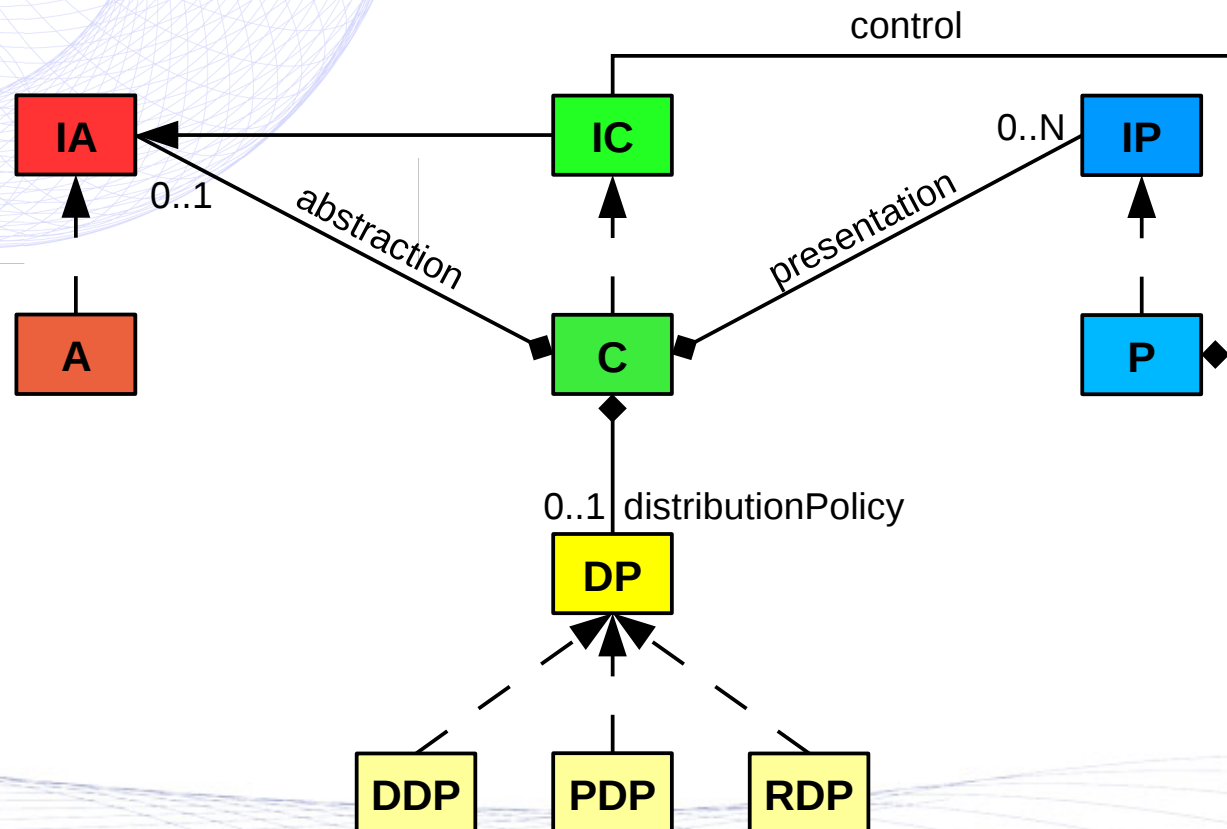 control
IA
IC
0..N
IP
0..1
abstraction
presentation
A
C
P
0..1
distributionPolicy
DP
DDP
PDP
RDP